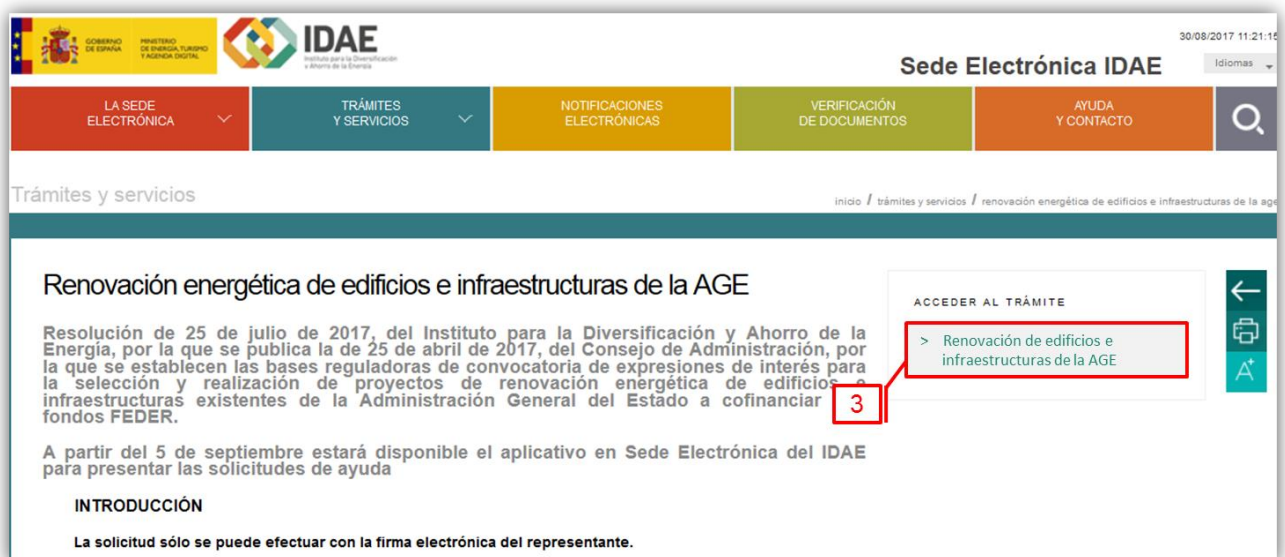 GOBIERNO
DE ESPAÑA
MINISTERIO
DE ENERGÍA, TURISMO
Y AGENDA DIGITAL
IDAE
Instituto para la Diversificación
y Ahorro de la Energía
30/08/2017 11:21:15
Sede Electrónica IDAE
Idiomas
LA SEDE
ELECTRÓNICA
TRÁMITES
Y SERVICIOS
NOTIFICACIONES
ELECTRÓNICAS
VERIFICACIÓN
DE DOCUMENTOS
AYUDA
Y CONTACTO
Trámites y servicios
inicio / trámites y servicios / renovación energética de edificios e infraestructuras de la age
Renovación energética de edificios e infraestructuras de la AGE
Resolución de 25 de julio de 2017, del Instituto para la Diversificación y Ahorro de la
Energía, por la que se publica la de 25 de abril de 2017, del Consejo de Administración, por
la que se establecen las bases reguladoras de convocatoria de expresiones de interés para
la selección y realización de proyectos de renovación energética de edificios e
infraestructuras existentes de la Administración General del Estado a cofinanciar
fondos FEDER.
A partir del 5 de septiembre estará disponible el aplicativo en Sede Electrónica del IDAE
para presentar las solicitudes de ayuda
INTRODUCCIÓN
La solicitud sólo se puede efectuar con la firma electrónica del representante.
ACCEDER AL TRÁMITE
> Renovación de edificios e
infraestructuras de la AGE
3
A+